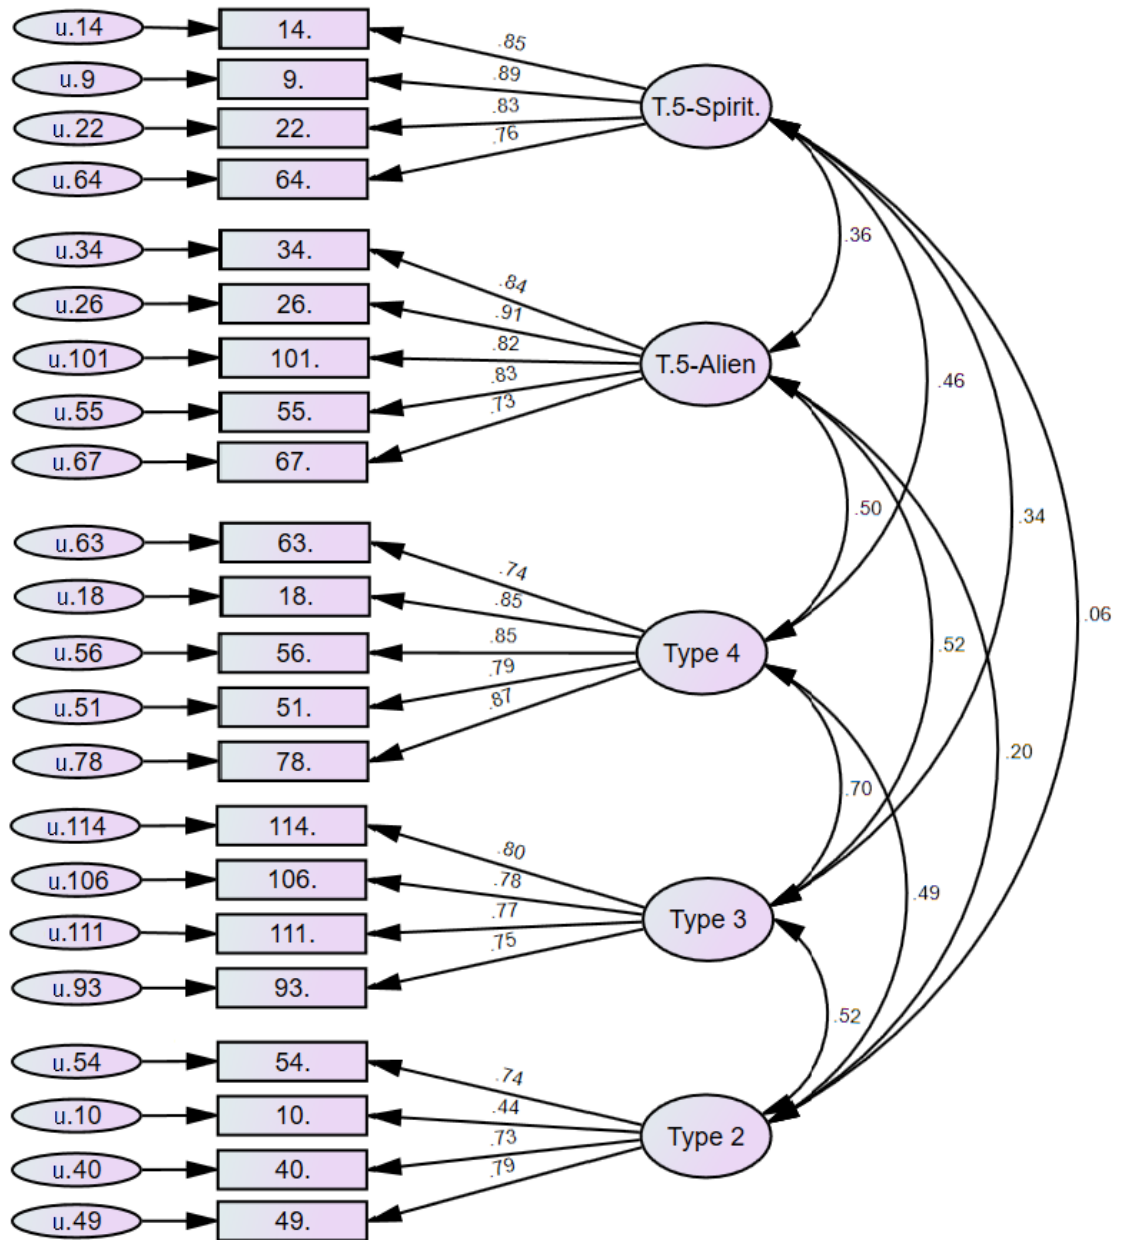 u.14 14.
.85
u.9 9.
.89
T.5-Spirit.
.83
u.22 22.
.76
u.64 64.
.36
u.34 34.
.84
u.26 26.
.91
.82
u.101 101.
T.5-Alien
.83
.46
.73
u.55 55.
u.67 67.
.50
.34
u.63 63.
.74
u.18 18.
.85
.06
.85
.52
u.56 56.
Type 4
.79
.87
u.51 51.
.20
u.78 78.
.70
u.114 114.
.80
u.106 106.
.78
.49
.77
Type 3
u.111 111.
.75
u.93 93.
.52
u.54 54.
.74
.44
u.10 10.
.73
Type 2
.79
u.40 40.
u.49 49.